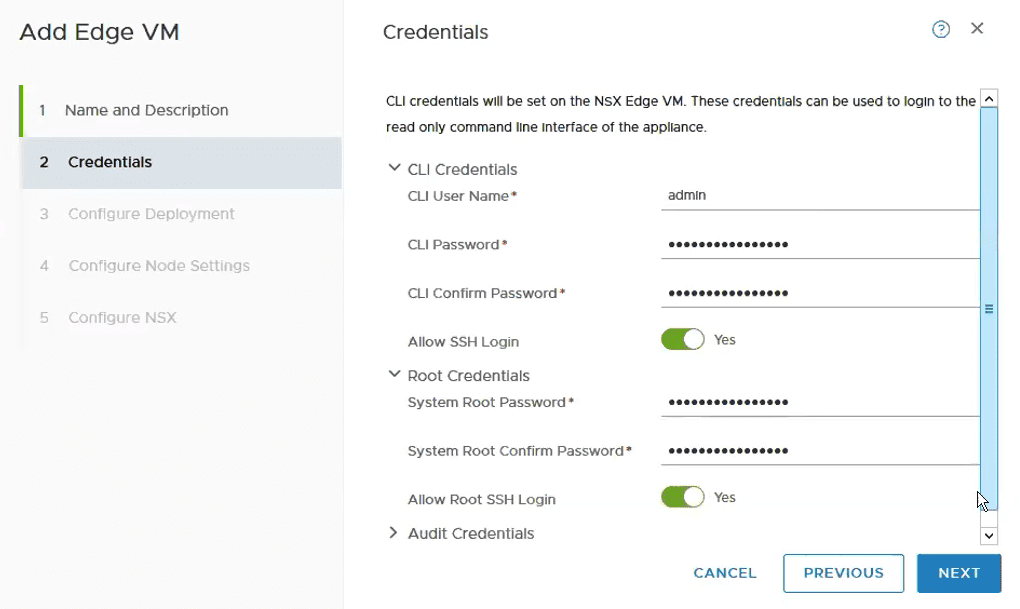 Add Edge VM
1 Name and Description
2 Credentials
3 Configure Deployment
4 Configure Node Settings
5 Configure NSX
Credentials
CLI credentials will be set on the NSX Edge VM. These credentials can be used to login to the
read only command line interface of the appliance.
CLI Credentials
CLI User Name* admin
CLI Password* ••••••••••••••••
CLI Confirm Password* ••••••••••••••••
Allow SSH Login Yes
Root Credentials
System Root Password* ••••••••••••••••
System Root Confirm Password* ••••••••••••••••
Allow Root SSH Login Yes
Audit Credentials
CANCEL PREVIOUS NEXT